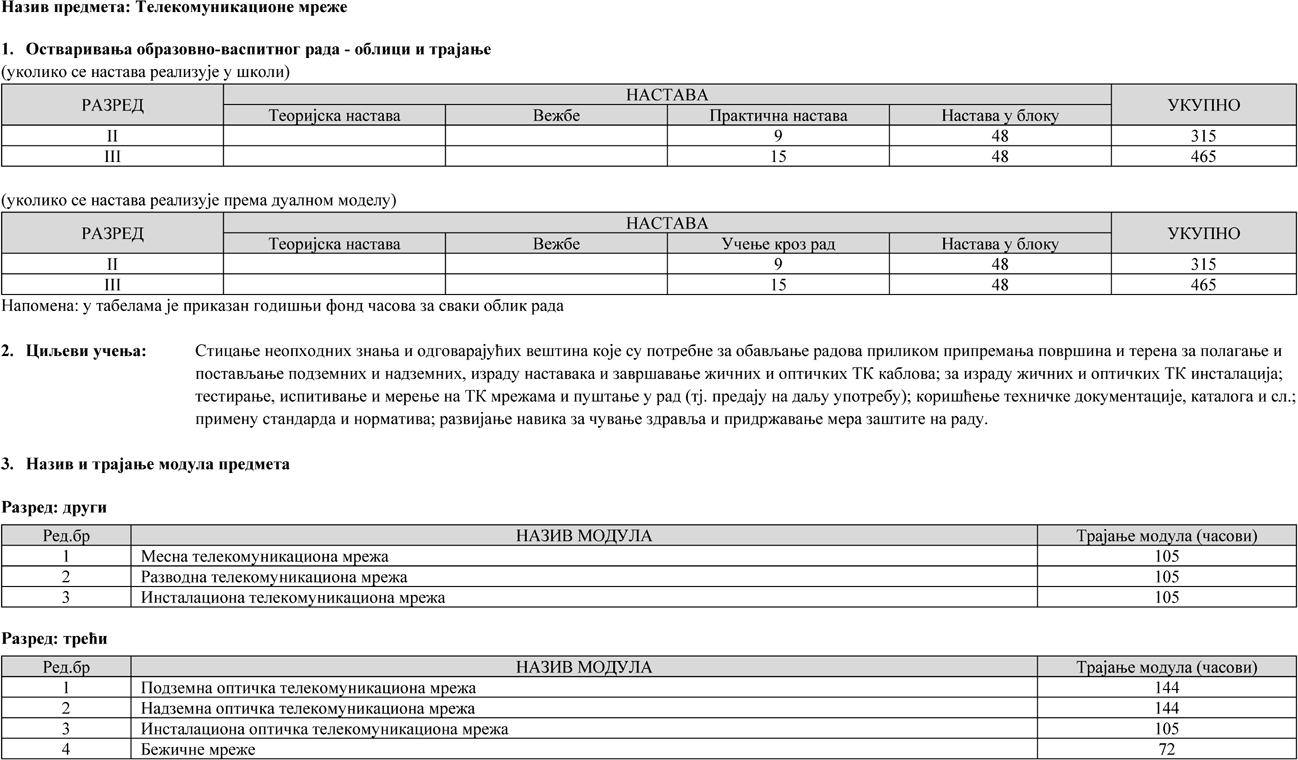 Назив предмета: Телекомуникационе мреже
1. Остваривања образовно-васпитног рада - облици и трајање
(уколико се настава реализује у школи)
РАЗРЕД НАСТАВА УКУПНО
Теоријска настава Вежбе Практична настава Настава у блоку
II 9 48 315
III 15 48 465
(уколико се настава реализује према дуалном моделу)
РАЗРЕД НАСТАВА УКУПНО
Теоријска настава Вежбе Учење кроз рад Настава у блоку
II 9 48 315
III 15 48 465
Напомена: у табелама је приказан годишњи фонд часова за сваки облик рада
2. Циљеви учења: Стицање неопходних знања и одговарајућих вештина које су потребне за обављање радова приликом припремања површина и терена за полагање и
постављање подземних и надземних, израду наставака и завршавање жичних и оптичких ТК каблова; за израду жичних и оптичких ТК инсталација;
тестирање, испитивање и мерење на ТК мрежама и пуштање у рад (тј. предају на даљу употребу); коришћење техничке документације, каталога и сл.;
примену стандарда и норматива; развијање навика за чување здравља и придржавање мера заштите на раду.
3. Назив и трајање модула предмета
Разред: други
Ред.бр НАЗИВ МОДУЛА Трајање модула (часови)
1 Месна телекомуникациона мрежа 105
2 Разводна телекомуникациона мрежа 105
3 Инсталациона телекомуникациона мрежа 105
Разред: трећи
Ред.бр НАЗИВ МОДУЛА Трајање модула (часови)
1 Подземна оптичка телекомуникациона мрежа 144
2 Надземна оптичка телекомуникациона мрежа 144
3 Инсталациона оптичка телекомуникациона мрежа 105
4 Бежичне мреже 72